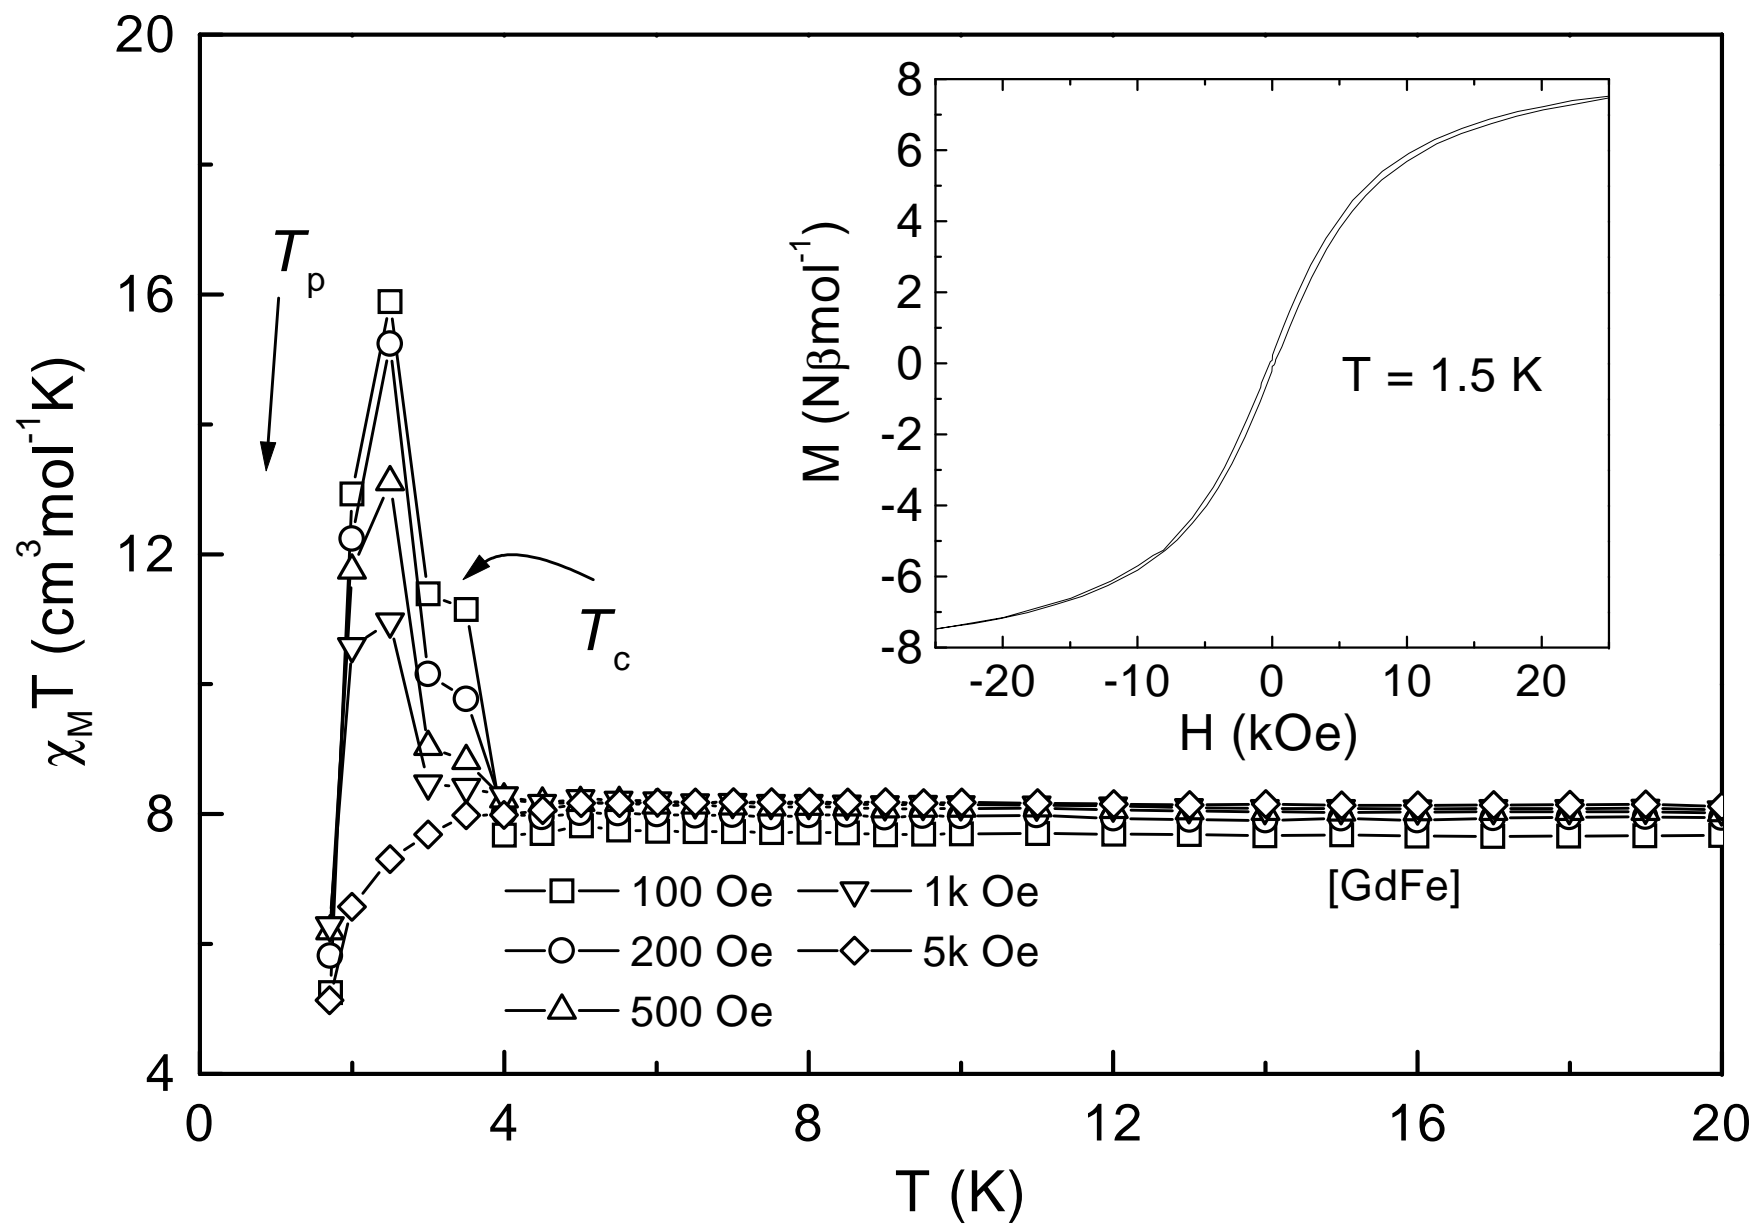 20
16
12
8
4
χMT (cm3mol-1K)
Tp
Tc
8
6
4
2
0
-2
-4
-6
-8
M (Nβmol-1)
T = 1.5 K
-20 -10 0 10 20
H (kOe)
[GdFe]
100 Oe 1k Oe
200 Oe 5k Oe
500 Oe
0 4 8 12 16 20
T (K)